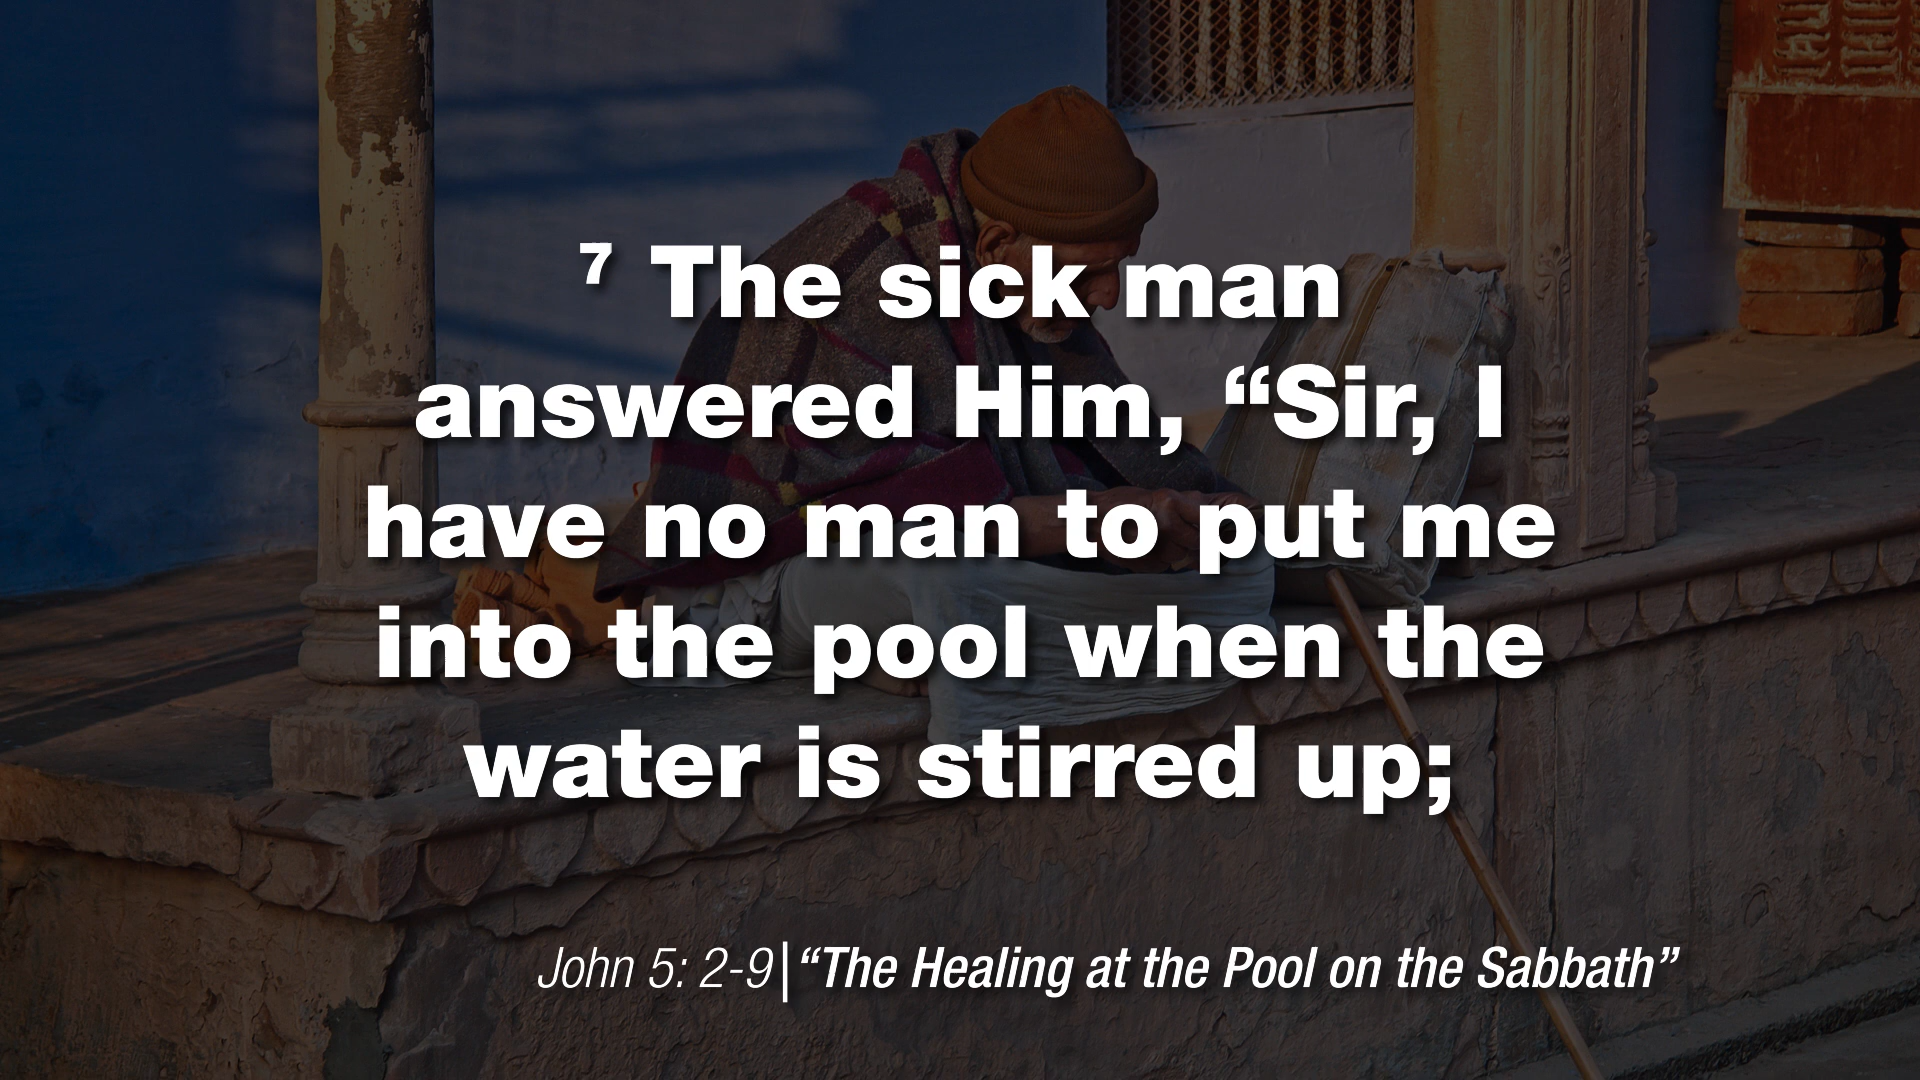 ⁷ The sick man
answered Him, “Sir, I
have no man to put me
into the pool when the
water is stirred up;
John 5: 2-9|“The Healing at the Pool on the Sabbath”